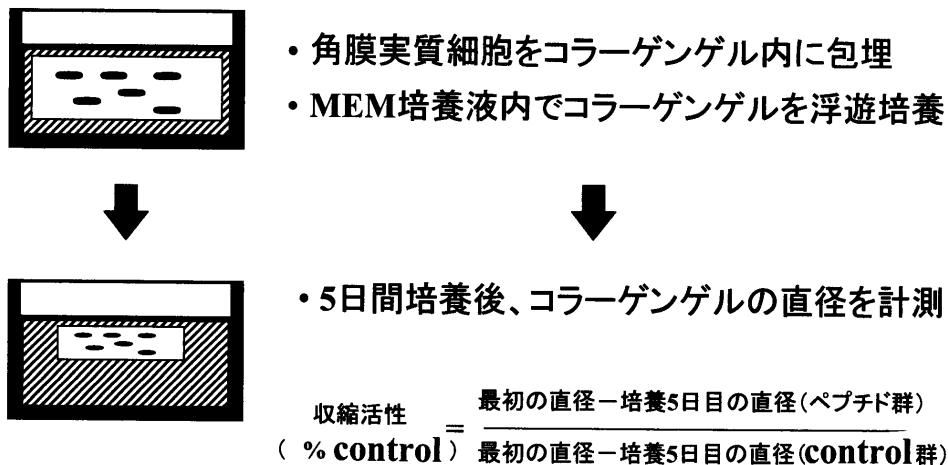 ・角膜実質細胞をコラーゲンゲル内に包埋
・MEM培養液内でコラーゲンゲルを浮遊培養
・5日間培養後、コラーゲンゲルの直径を計測
収縮活性
( % control ) =
最初の直径－培養5日目の直径(ペプチド群)
最初の直径－培養5日目の直径(control群)